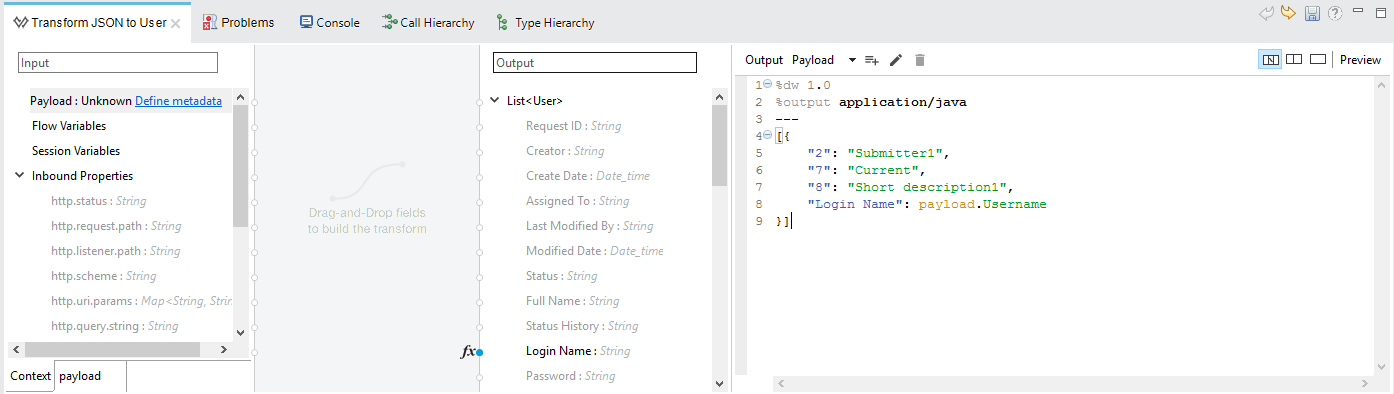 Transform JSON to User
Problems
Console
Call Hierarchy
Type Hierarchy
Input
Payload : Unknown Define metadata
Flow Variables
Session Variables
Inbound Properties
http.status : String
http.request.path : String
http.listener.path : String
http.scheme : String
http.uri.params : Map<String, Strin
http.query.string : String
Context
payload
Drag-and-Drop fields
to build the transform
fx
Output
List<User>
Request ID : String
Creator : String
Create Date : Date_time
Assigned To : String
Last Modified By : String
Modified Date : Date_time
Status : String
Full Name : String
Status History : String
Login Name : String
Password : String
Output Payload
Preview
1 %dw 1.0
2 %output application/java
3 ---
4 [{
5 "2": "Submitter1",
6 "7": "Current",
7 "8": "Short description1",
8 "Login Name": payload.Username
9 }]